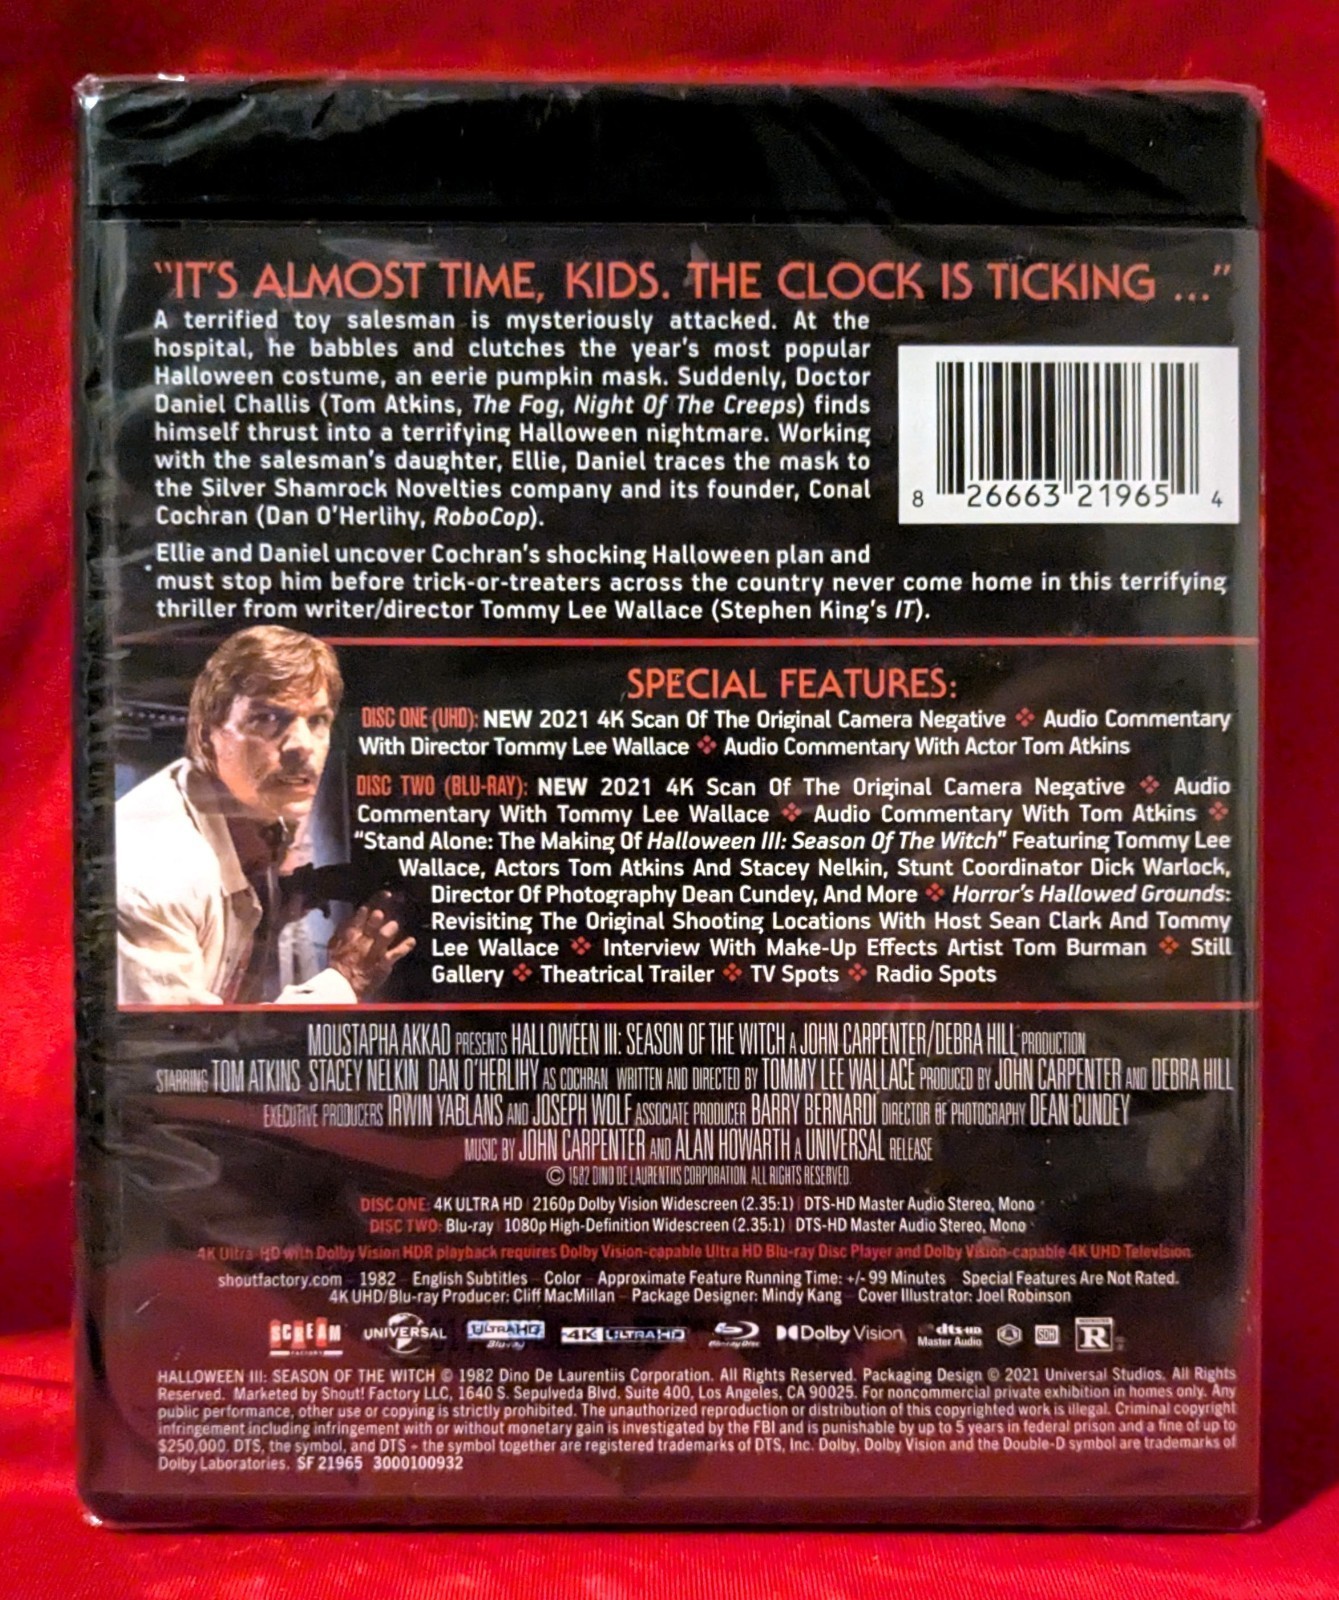 "IT'S ALMOST TIME, KIDS. THE CLOCK IS TICKING ..."
A terrified toy salesman is mysteriously attacked. At the
hospital, he babbles and clutches the year's most popular
Halloween costume, an eerie pumpkin mask. Suddenly, Doctor
Daniel Challis (Tom Atkins, The Fog, Night Of The Creeps) finds
himself thrust into a terrifying Halloween nightmare. Working
with the salesman's daughter, Ellie, Daniel traces the mask to
the Silver Shamrock Novelties company and its founder, Conal
Cochran (Dan O'Herlihy, RoboCop).
8 26663 21965 4
Ellie and Daniel uncover Cochran's shocking Halloween plan and
must stop him before trick-or-treaters across the country never come home in this terrifying
thriller from writer/director Tommy Lee Wallace (Stephen King's IT).
SPECIAL FEATURES:
DISC ONE (UHD): NEW 2021 4K Scan Of The Original Camera Negative ❖ Audio Commentary
With Director Tommy Lee Wallace ❖ Audio Commentary With Actor Tom Atkins
DISC TWO (BLU-RAY): NEW 2021 4K Scan Of The Original Camera Negative ❖ Audio
Commentary With Tommy Lee Wallace ❖ Audio Commentary With Tom Atkins ❖
"Stand Alone: The Making Of Halloween III: Season Of The Witch" Featuring Tommy Lee
Wallace, Actors Tom Atkins And Stacey Nelkin, Stunt Coordinator Dick Warlock,
Director Of Photography Dean Cundey, And More ❖ Horror's Hallowed Grounds:
Revisiting The Original Shooting Locations With Host Sean Clark And Tommy
Lee Wallace ❖ Interview With Make-Up Effects Artist Tom Burman ❖ Still
Gallery ❖ Theatrical Trailer ❖ TV Spots ❖ Radio Spots
MOUSTAPHA AKKAD PRESENTS HALLOWEEN III: SEASON OF THE WITCH A JOHN CARPENTER/DEBRA HILL PRODUCTION
STARRING TOM ATKINS STACEY NELKIN DAN O'HERLIHY AS COCHRAN WRITTEN AND DIRECTED BY TOMMY LEE WALLACE PRODUCED BY JOHN CARPENTER AND DEBRA HILL
EXECUTIVE PRODUCERS IRWIN YABLANS AND JOSEPH WOLF ASSOCIATE PRODUCER BARRY BERNARDI DIRECTOR OF PHOTOGRAPHY DEAN CUNDEY
MUSIC BY JOHN CARPENTER AND ALAN HOWARTH A UNIVERSAL RELEASE
© 1982 DINO DE LAURENTIIS CORPORATION. ALL RIGHTS RESERVED.
DISC ONE: 4K ULTRA HD | 2160p Dolby Vision Widescreen (2.35:1) | DTS-HD Master Audio Stereo, Mono
DISC TWO: Blu-ray | 1080p High-Definition Widescreen (2.35:1) | DTS-HD Master Audio Stereo, Mono
4K Ultra HD with Dolby Vision HDR playback requires Dolby Vision-capable Ultra HD Blu-ray Disc Player and Dolby Vision-capable 4K UHD Television.
shoutfactory.com 1982 English Subtitles Color Approximate Feature Running Time: +/- 99 Minutes Special Features Are Not Rated.
4K UHD/Blu-ray Producer: Cliff MacMillan Package Designer: Mindy Kang Cover Illustrator: Joel Robinson
SCREAM FACTORY UNIVERSAL ULTRA HD Blu-ray 4K ULTRA HD Blu-ray Disc Dolby Vision dts-HD Master Audio SDH RESTRICTED R
HALLOWEEN III: SEASON OF THE WITCH © 1982 Dino De Laurentiis Corporation. All Rights Reserved. Packaging Design © 2021 Universal Studios. All Rights
Reserved. Marketed by Shout! Factory LLC, 1640 S. Sepulveda Blvd. Suite 400, Los Angeles, CA 90025. For noncommercial private exhibition in homes only. Any
public performance, other use or copying is strictly prohibited. The unauthorized reproduction or distribution of this copyrighted work is illegal. Criminal copyright
infringement including infringement with or without monetary gain is investigated by the FBI and is punishable by up to 5 years in federal prison and a fine of up to
$250,000. DTS, the symbol, and DTS + the symbol together are registered trademarks of DTS, Inc. Dolby, Dolby Vision and the Double-D symbol are trademarks of
Dolby Laboratories. SF 21965 3000100932